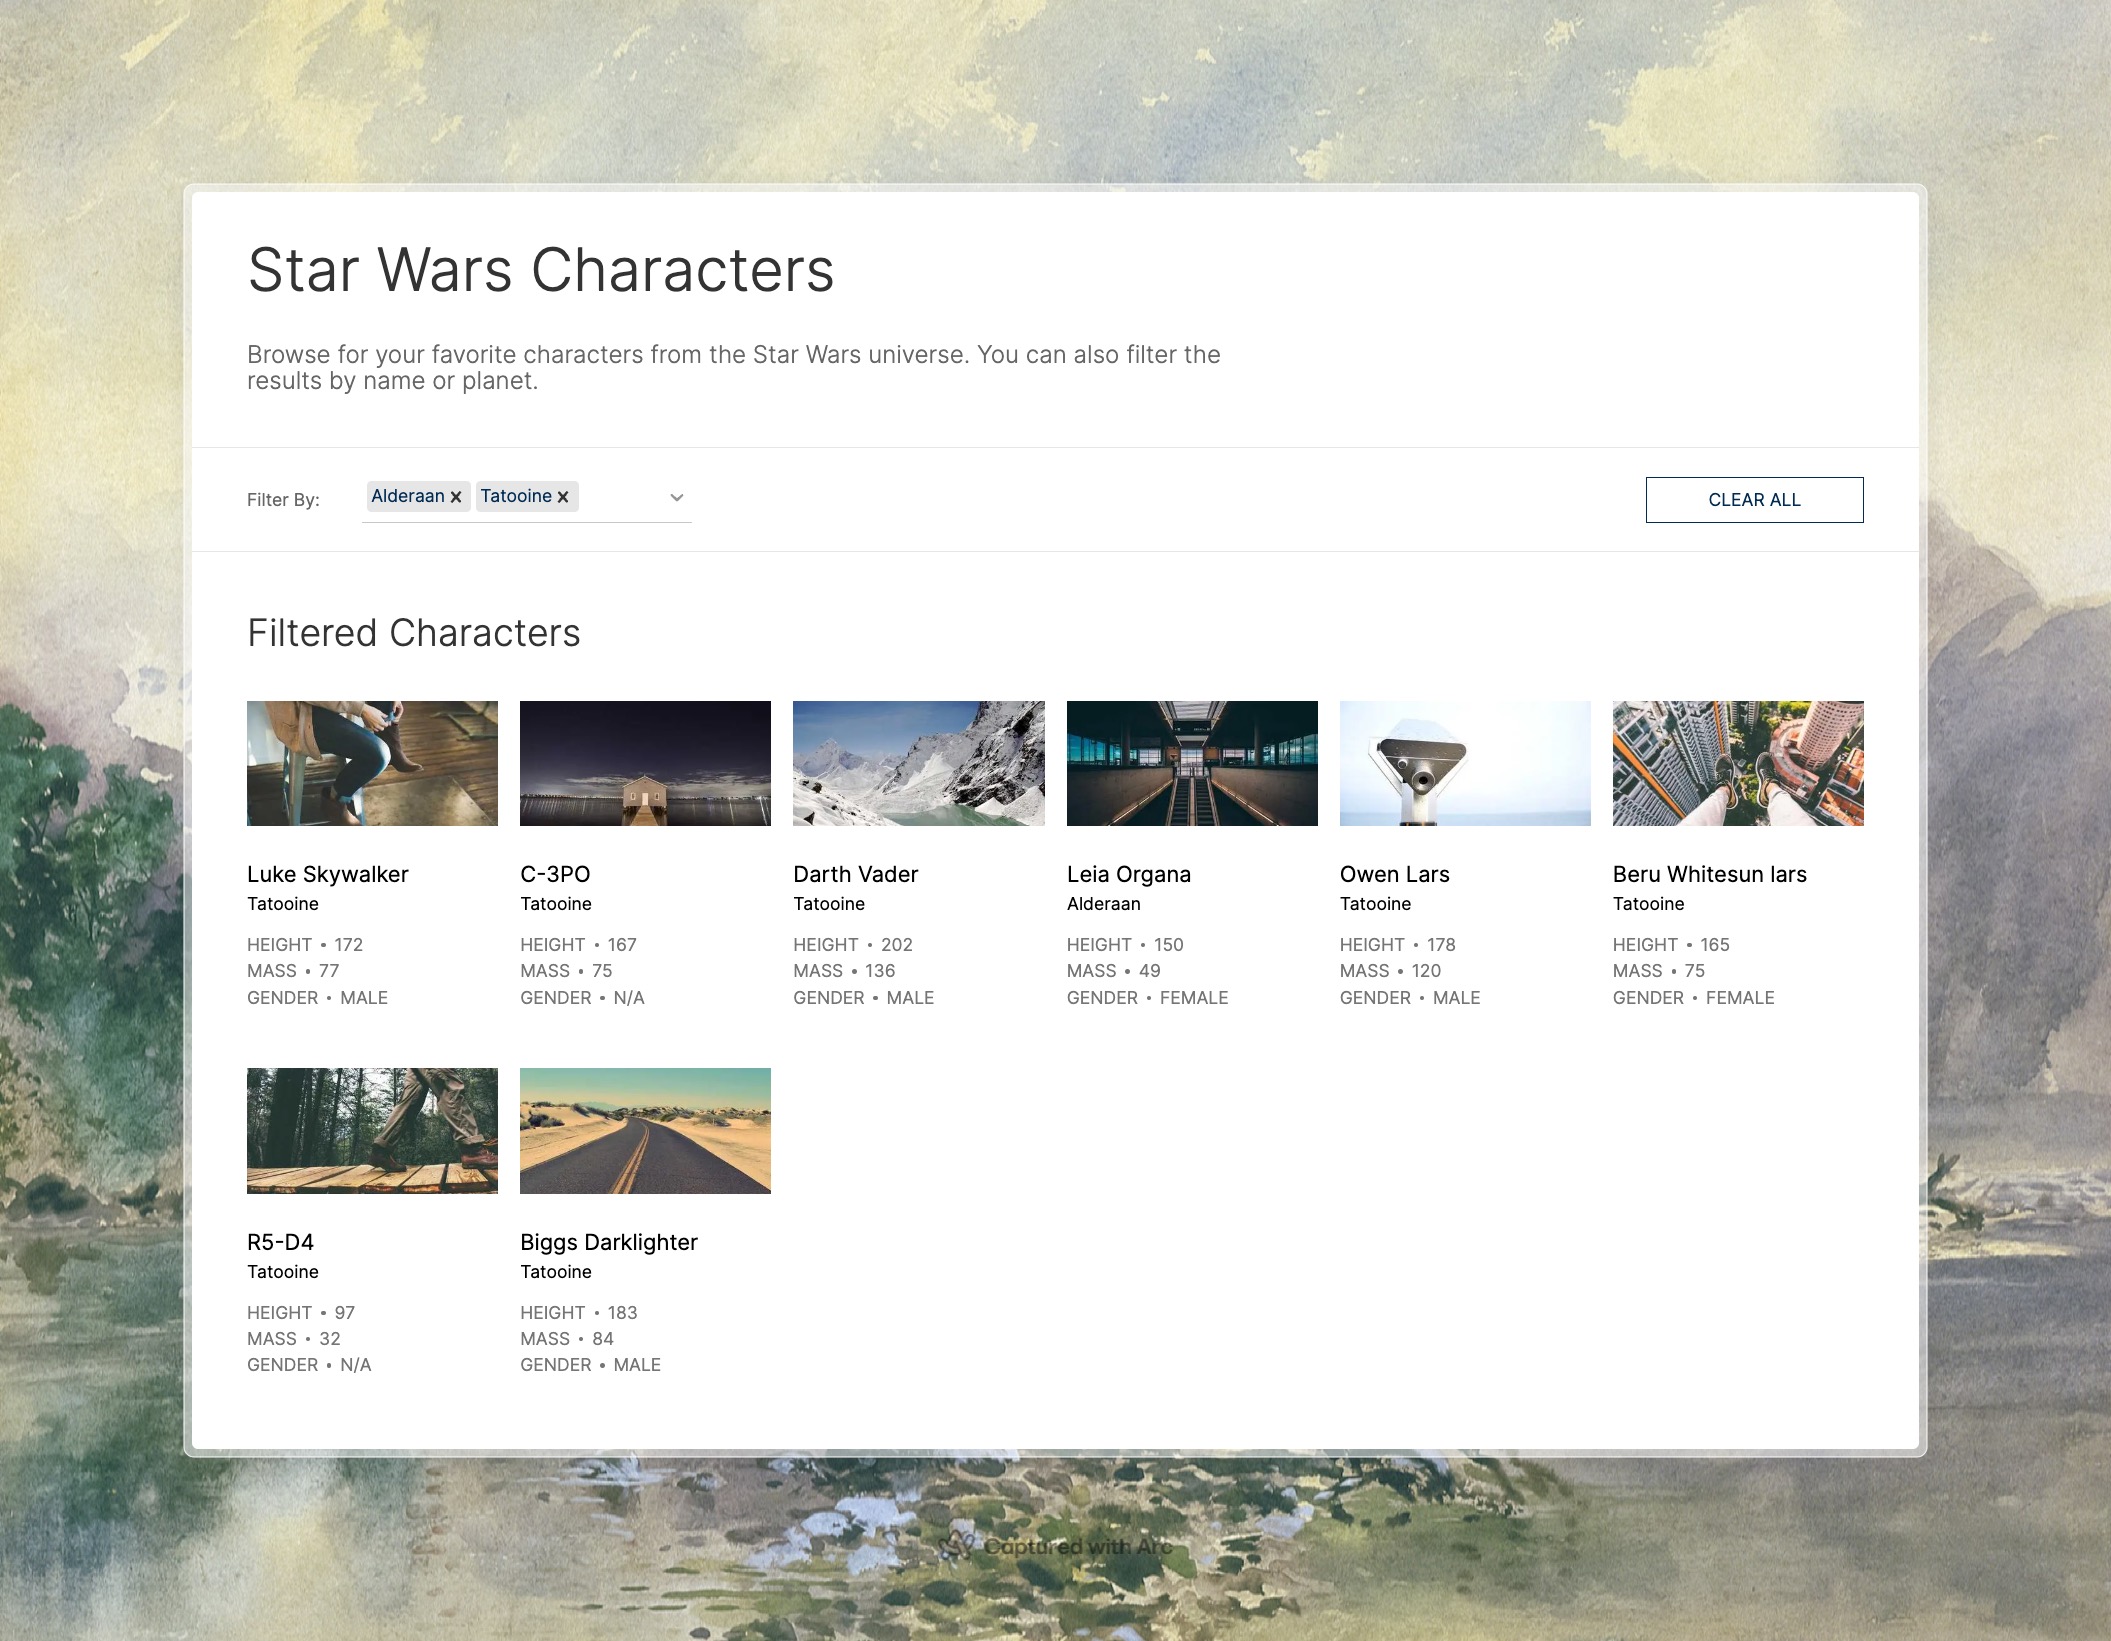 Star Wars Characters
Browse for your favorite characters from the Star Wars universe. You can also filter the
results by name or planet.
Filter By:
Alderaan x Tatooine x
CLEAR ALL
Filtered Characters
Luke Skywalker
Tatooine
HEIGHT • 172
MASS • 77
GENDER • MALE
C-3PO
Tatooine
HEIGHT • 167
MASS • 75
GENDER • N/A
Darth Vader
Tatooine
HEIGHT • 202
MASS • 136
GENDER • MALE
Leia Organa
Alderaan
HEIGHT • 150
MASS • 49
GENDER • FEMALE
Owen Lars
Tatooine
HEIGHT • 178
MASS • 120
GENDER • MALE
Beru Whitesun lars
Tatooine
HEIGHT • 165
MASS • 75
GENDER • FEMALE
R5-D4
Tatooine
HEIGHT • 97
MASS • 32
GENDER • N/A
Biggs Darklighter
Tatooine
HEIGHT • 183
MASS • 84
GENDER • MALE
Captured with Arc